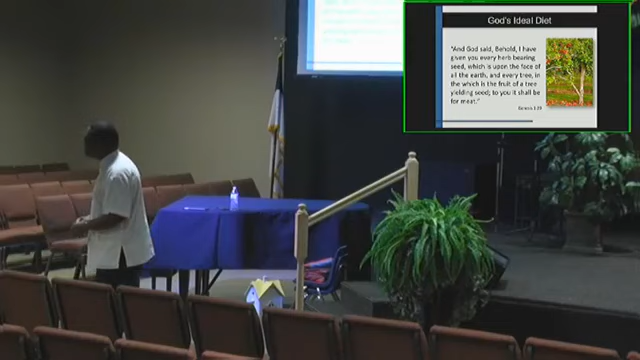 God's Ideal Diet
"And God said, Behold, I have
given you every herb bearing
seed, which is upon the face of
all the earth, and every tree, in
the which is the fruit of a tree
yielding seed; to you it shall be
for meat."